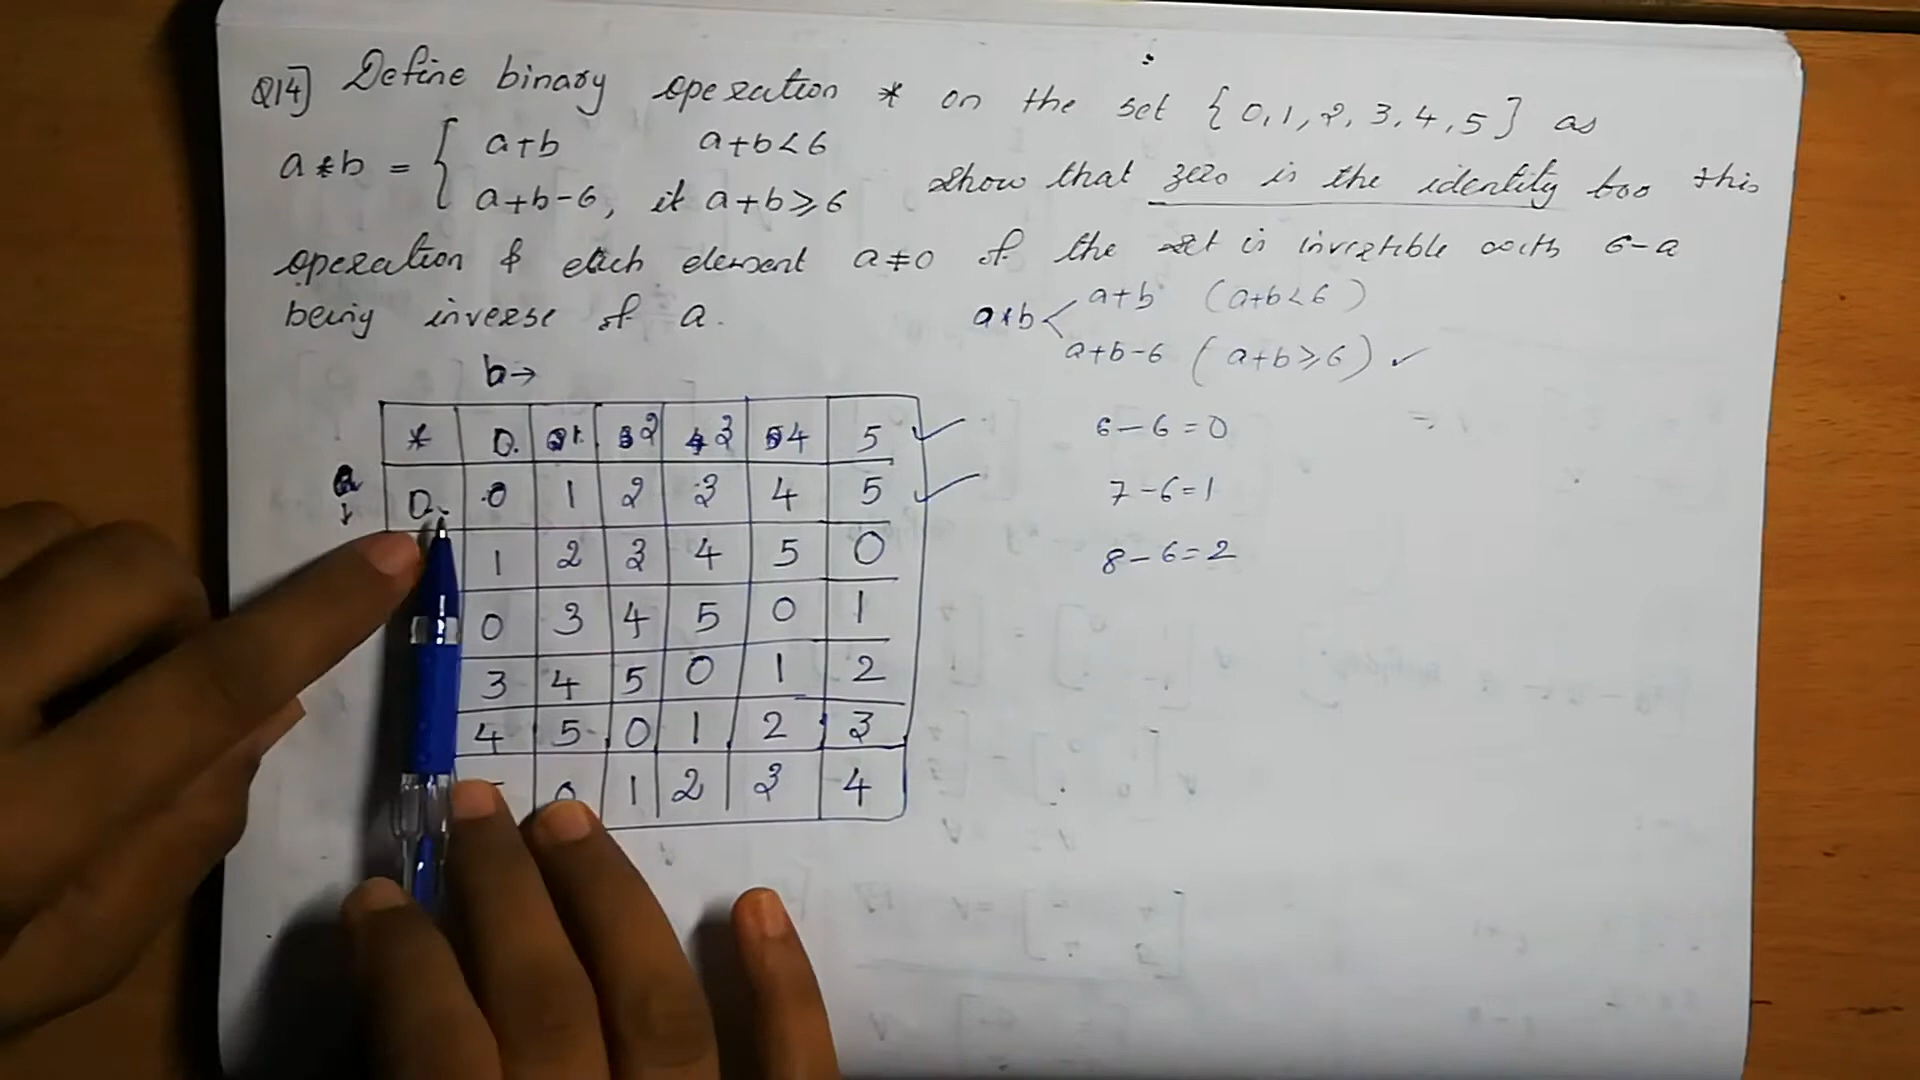 Q14] Define binary operation * on the set { 0,1,2,3,4,5 } as
a*b = { a+b a+b<6
a+b-6, if a+b≥6 show that zero is the identity too this
operation & each element a≠0 of the set is invertible with 6-a
being inverse of a.
a*b < a+b (a+b<6)
a+b-6 (a+b≥6) ✓
b→
* 0. 1. 2 3 4 5 ✓
a ↓
0. 0 1 2 3 4 5 ✓
1 2 3 4 5 0
0 3 4 5 0 1
3 4 5 0 1 2
4 5 0 1 2 3
0 1 2 3 4
6-6=0
7-6=1
8-6=2